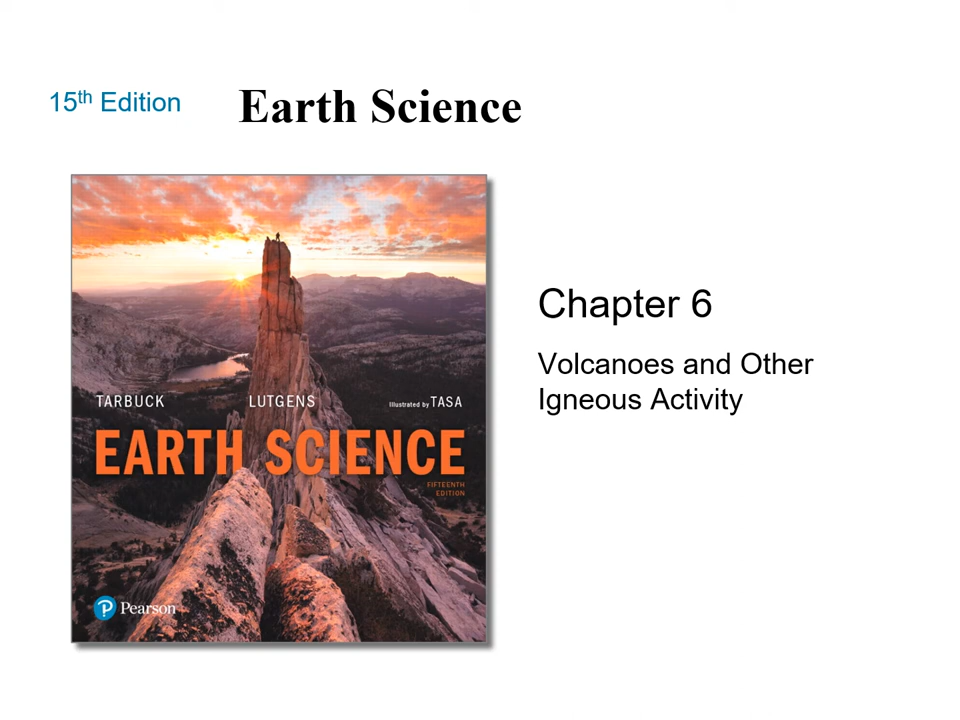 15th Edition
Earth Science
TARBUCK
LUTGENS
Illustrated by TASA
EARTH SCIENCE
FIFTEENTH
EDITION
P Pearson
Chapter 6
Volcanoes and Other
Igneous Activity